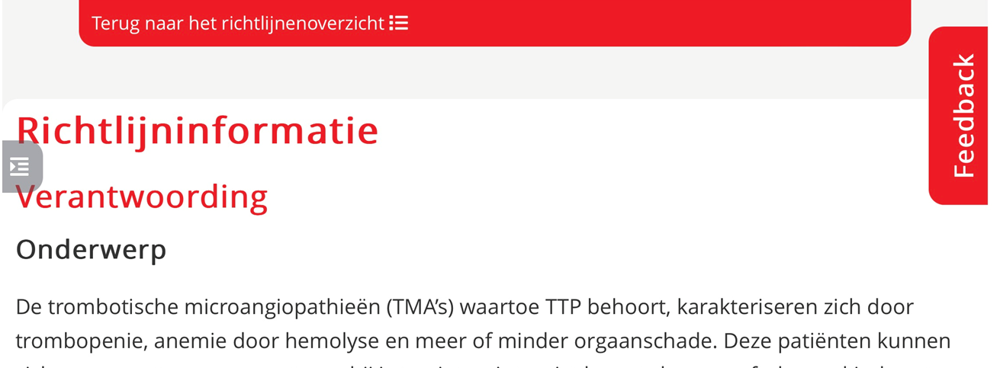 Terug naar het richtlijnenoverzicht
Feedback
Richtlijninformatie
Verantwoording
Onderwerp
De trombotische microangiopathieën (TMA’s) waartoe TTP behoort, karakteriseren zich door
trombopenie, anemie door hemolyse en meer of minder orgaanschade. Deze patiënten kunnen